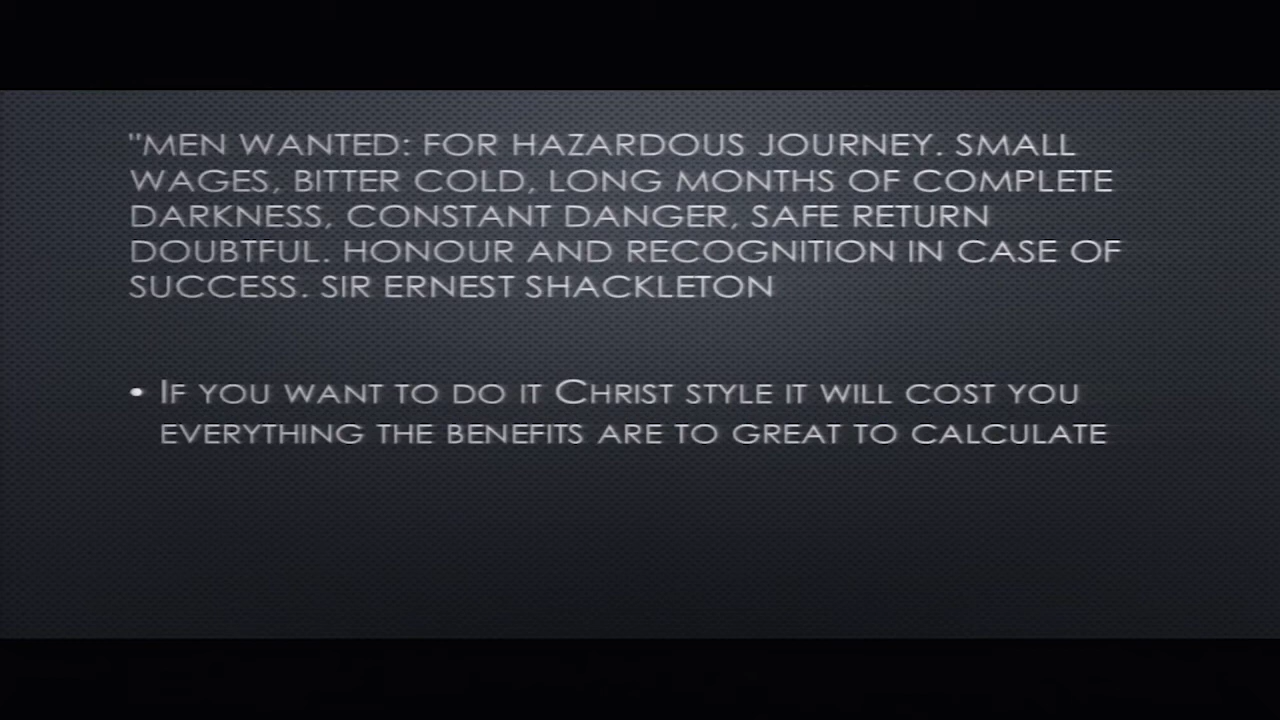 "MEN WANTED: FOR HAZARDOUS JOURNEY. SMALL
WAGES, BITTER COLD, LONG MONTHS OF COMPLETE
DARKNESS, CONSTANT DANGER, SAFE RETURN
DOUBTFUL. HONOUR AND RECOGNITION IN CASE OF
SUCCESS. SIR ERNEST SHACKLETON
• IF YOU WANT TO DO IT CHRIST STYLE IT WILL COST YOU
EVERYTHING THE BENEFITS ARE TO GREAT TO CALCULATE